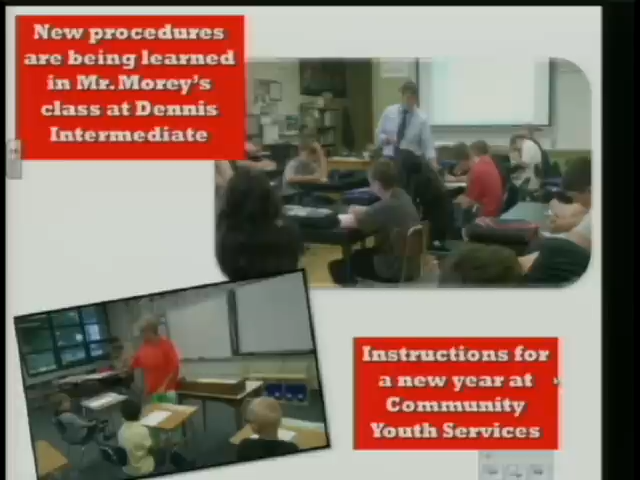 New procedures
are being learned
in Mr. Morey's
class at Dennis
Intermediate
Instructions for
a new year at
Community
Youth Services